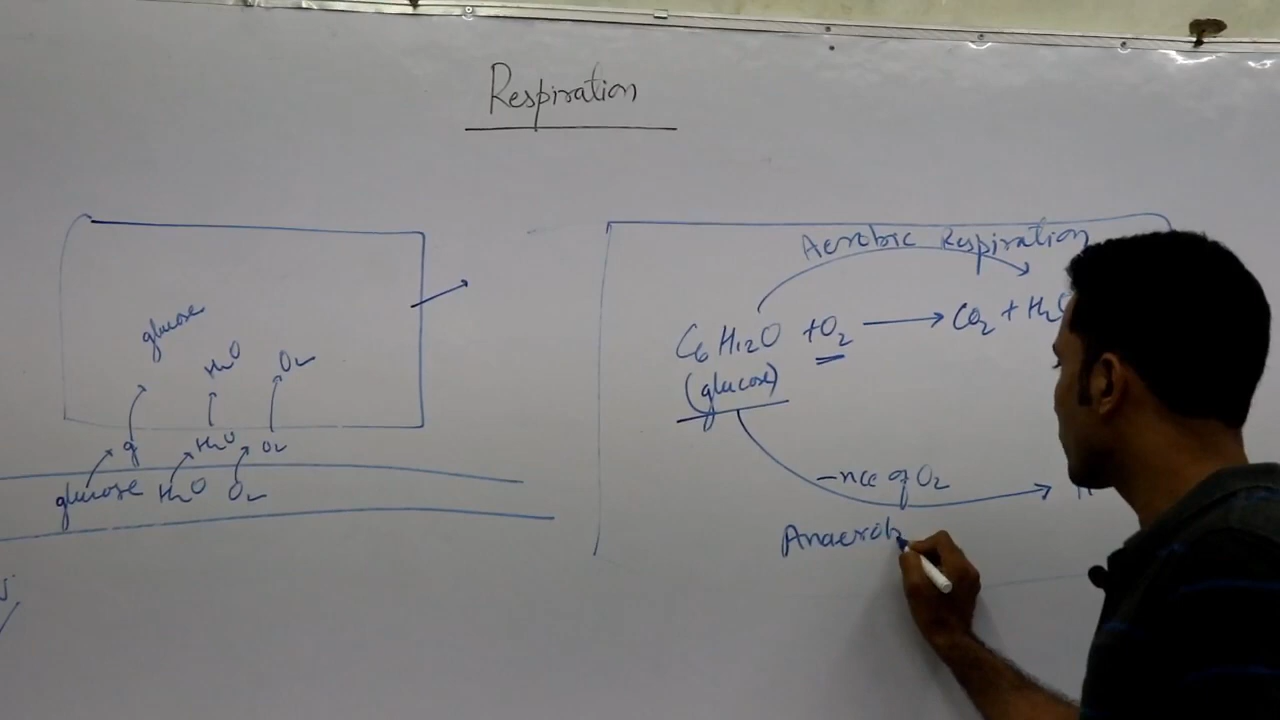 Respiration
glucose
H2O
O2
g H2O O2
glucose H2O O2
Aerobic Respiration
C6H12O + O2 → CO2 + H2O
(glucose)
-nce of O2
Anaerob